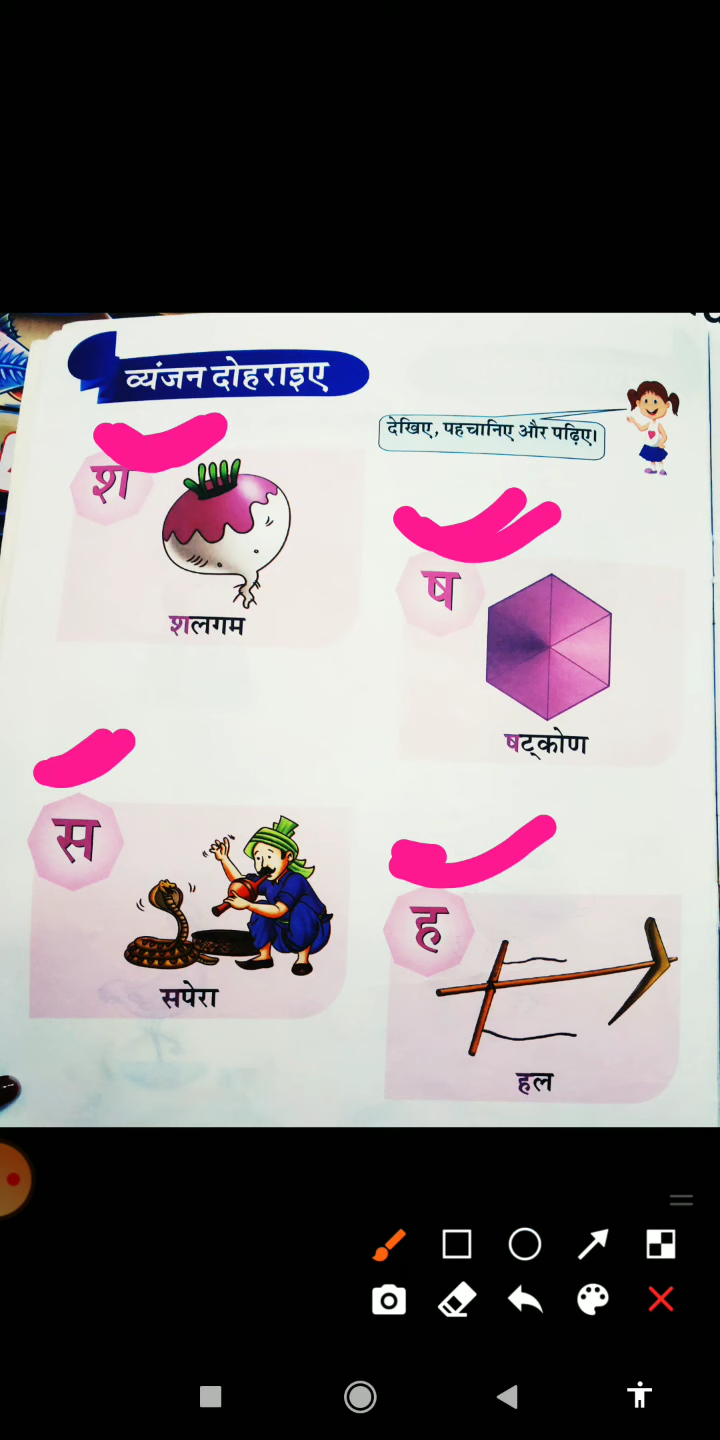 व्यंजन दोहराइए
देखिए, पहचानिए और पढ़िए।
श
शलगम
ष
षट्कोण
स
सपेरा
ह
हल